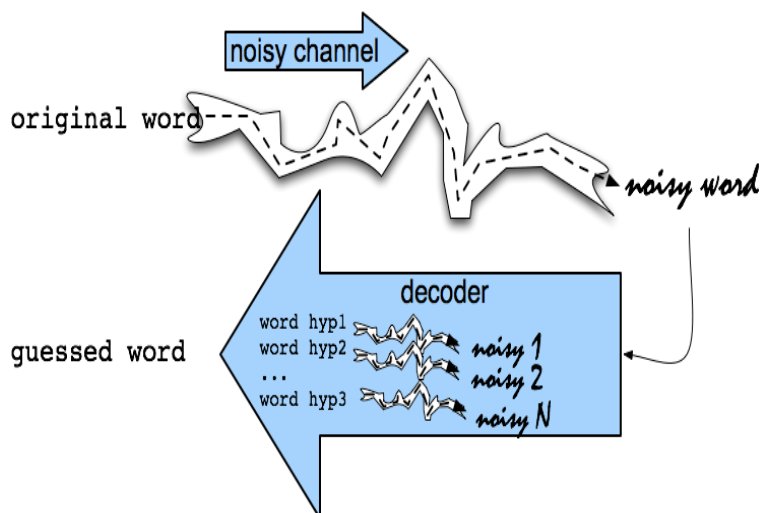 noisy channel
original word
noisy word
decoder
word hyp1 noisy 1
word hyp2 noisy 2
...
word hyp3 noisy N
guessed word